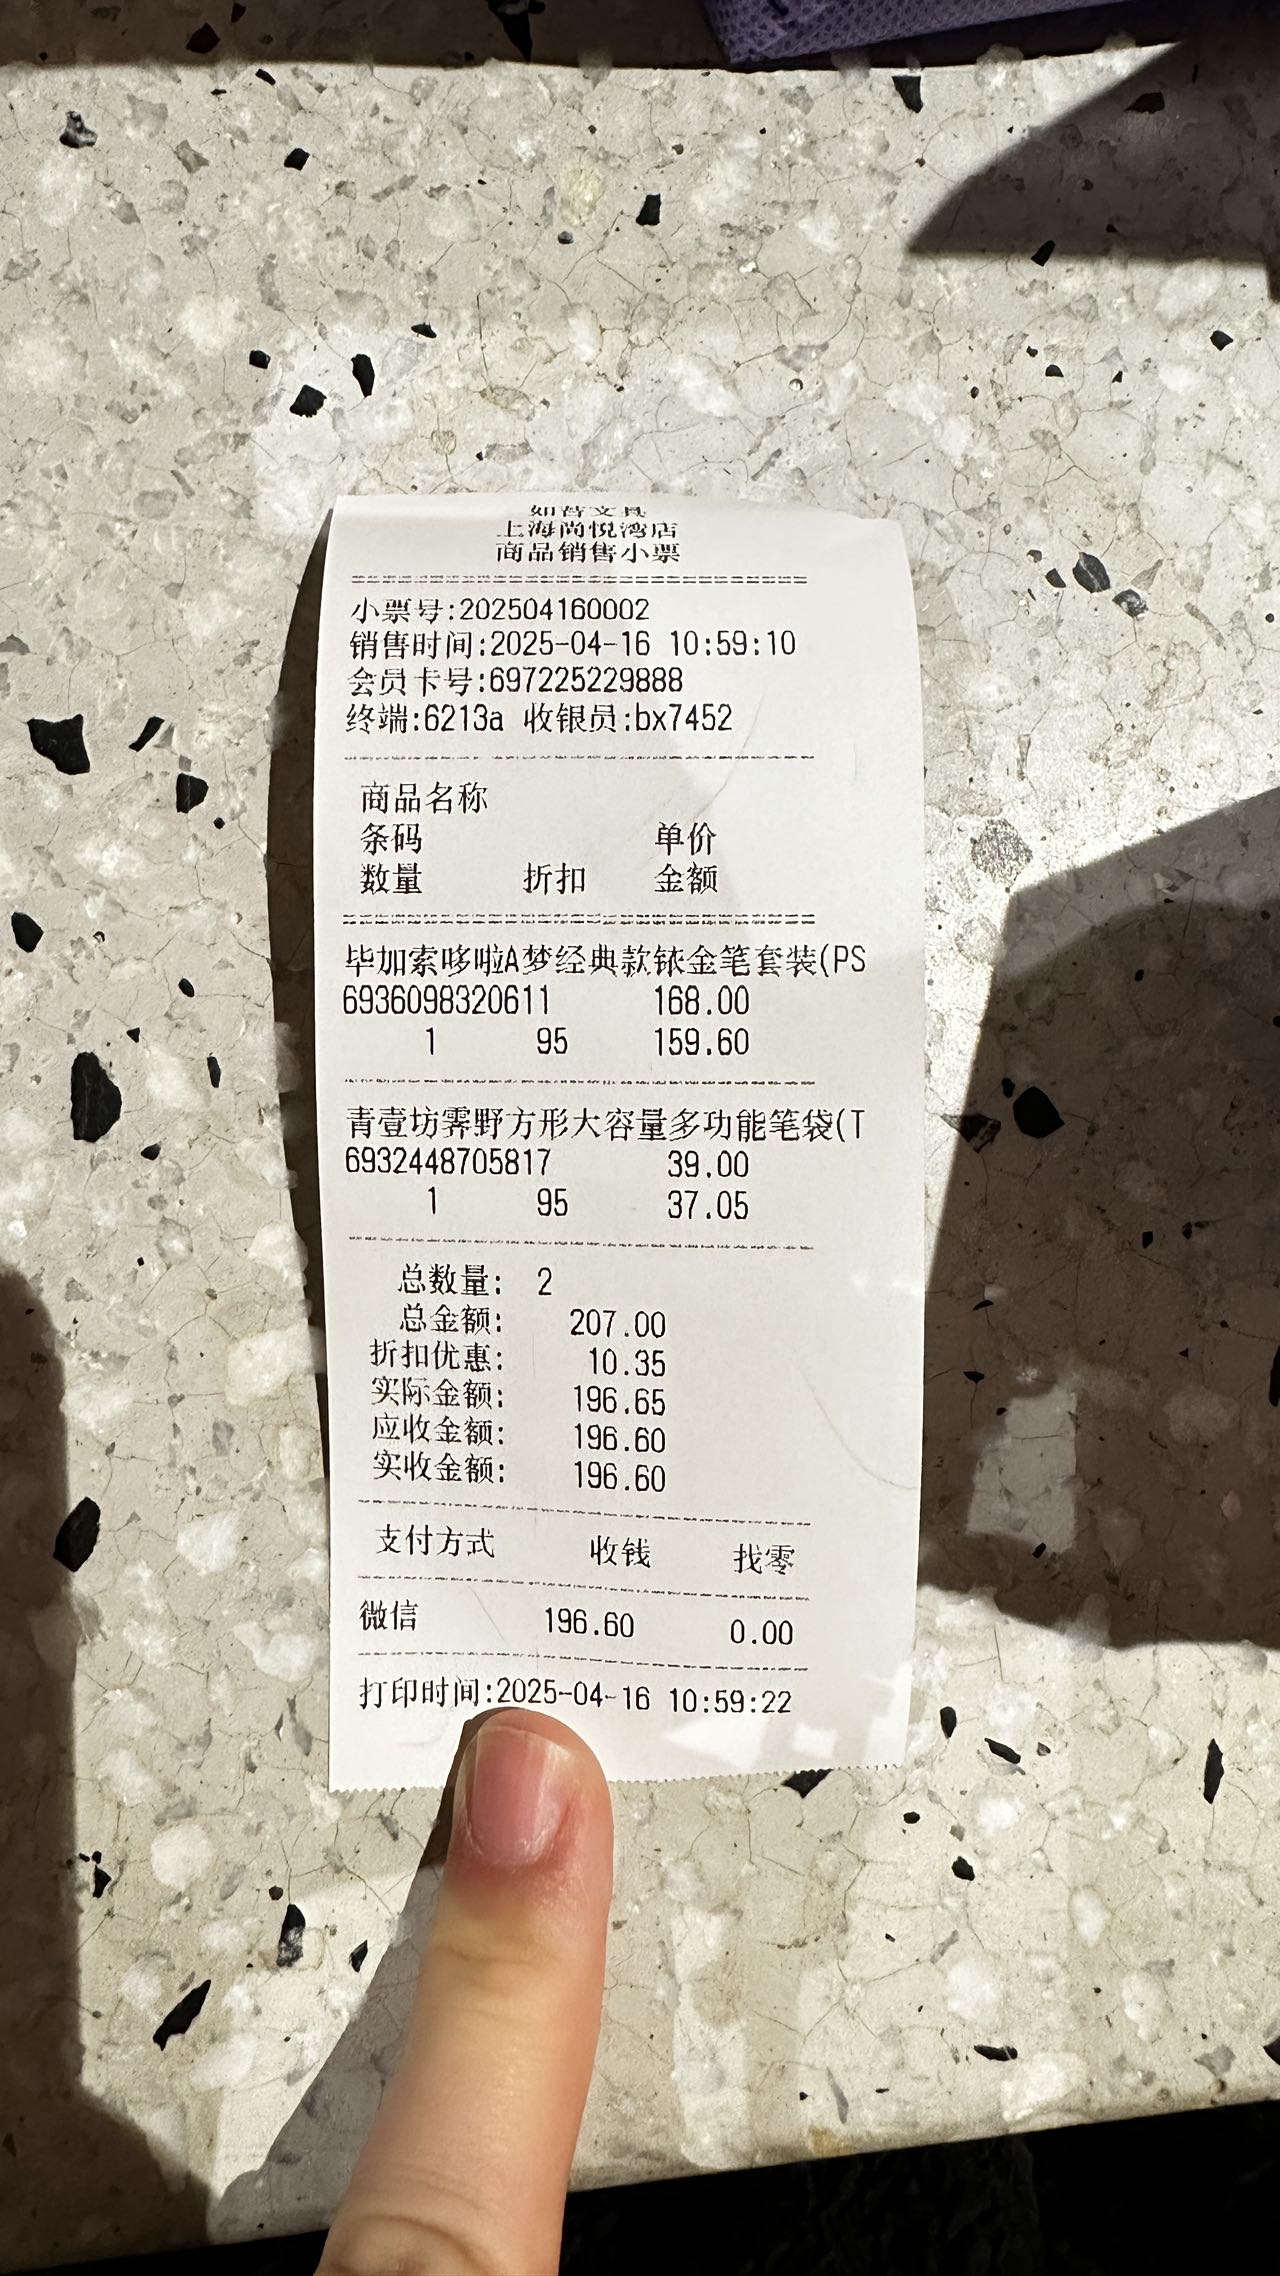 文具
上海尚悦湾店
商品销售小票
小票号:202504160002
销售时间:2025-04-16 10:59:10
会员卡号:697225229888
终端:6213a 收银员:bx7452
商品名称
条码 单价
数量 折扣 金额
毕加索哆啦A梦经典款铱金笔套装(PS
6936098320611 168.00
1 95 159.60
青壹坊霁野方形大容量多功能笔袋(T
6932448705817 39.00
1 95 37.05
总数量: 2
总金额: 207.00
折扣优惠: 10.35
实际金额: 196.65
应收金额: 196.60
实收金额: 196.60
支付方式 收钱 找零
微信 196.60 0.00
打印时间:2025-04-16 10:59:22